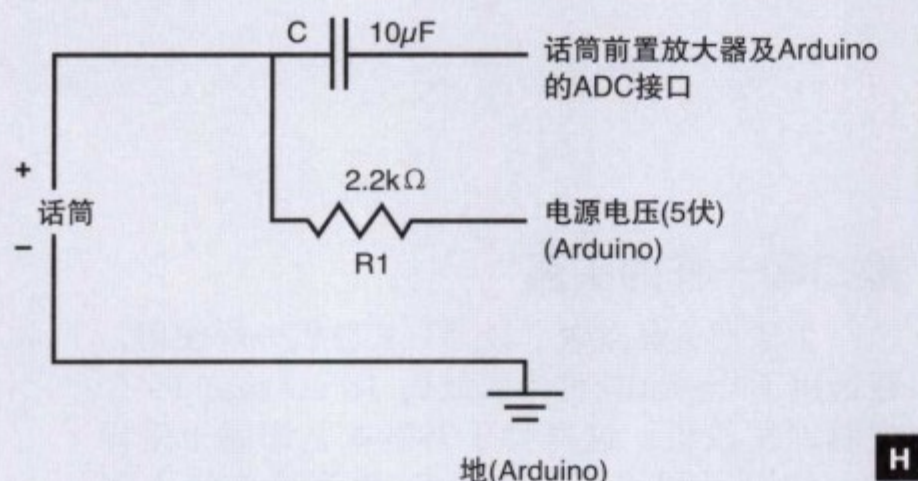 C
10μF
话筒前置放大器及Arduino
的ADC接口
+
话筒
−
2.2kΩ
R1
电源电压(5伏)
(Arduino)
地(Arduino)
H